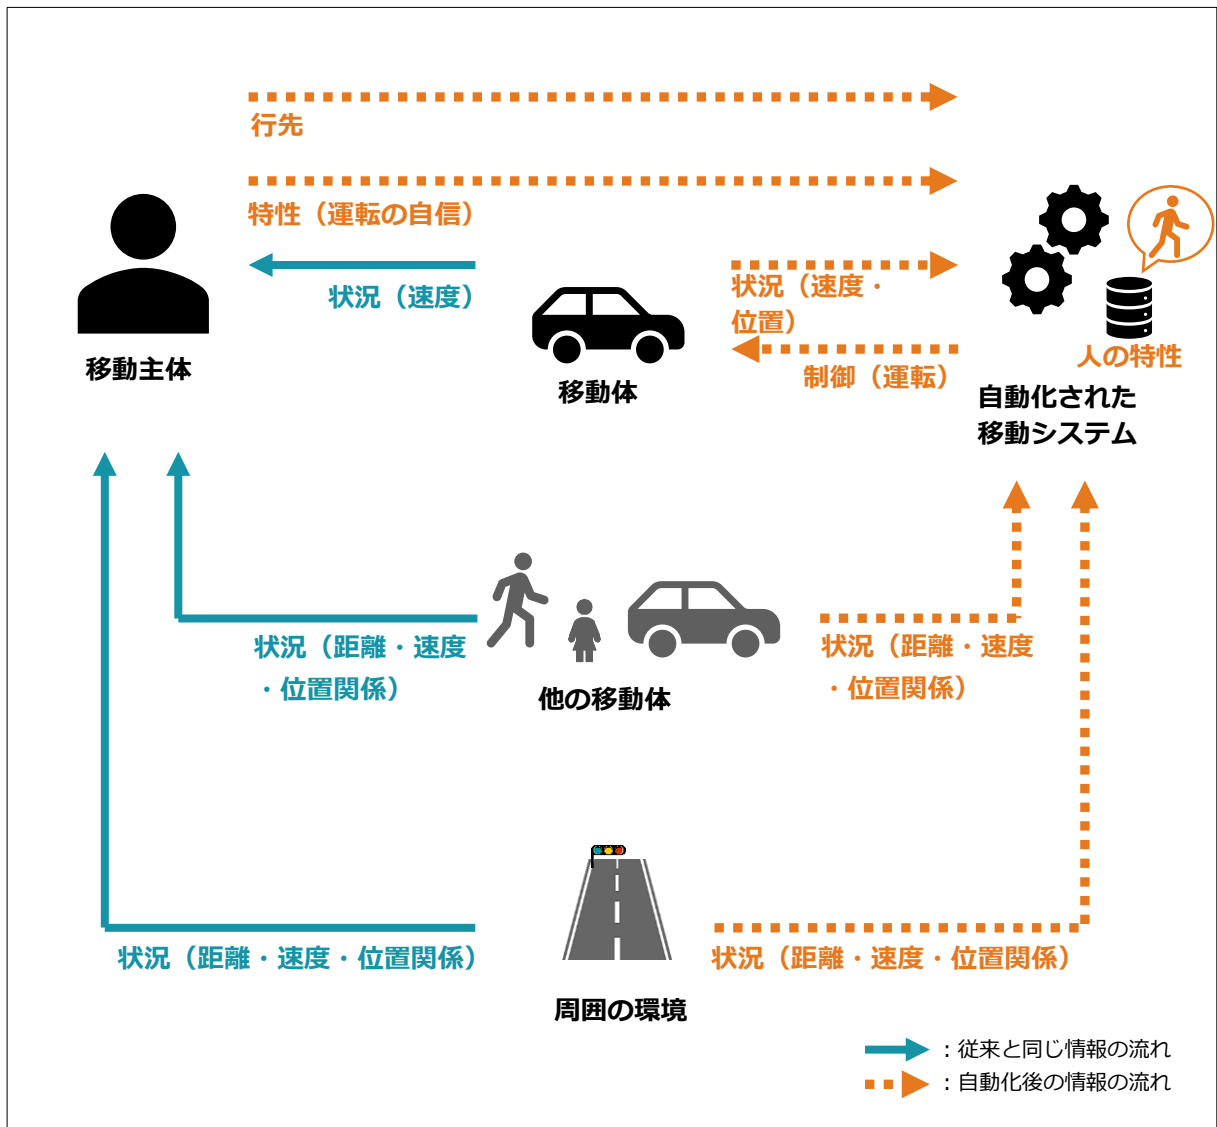 行先
特性（運転の自信）
状況（速度）
状況（速度・
位置）
制御（運転）
人の特性
移動主体
移動体
自動化された
移動システム
状況（距離・速度
・位置関係）
他の移動体
状況（距離・速度
・位置関係）
状況（距離・速度・位置関係）
周囲の環境
状況（距離・速度・位置関係）
：従来と同じ情報の流れ
：自動化後の情報の流れ